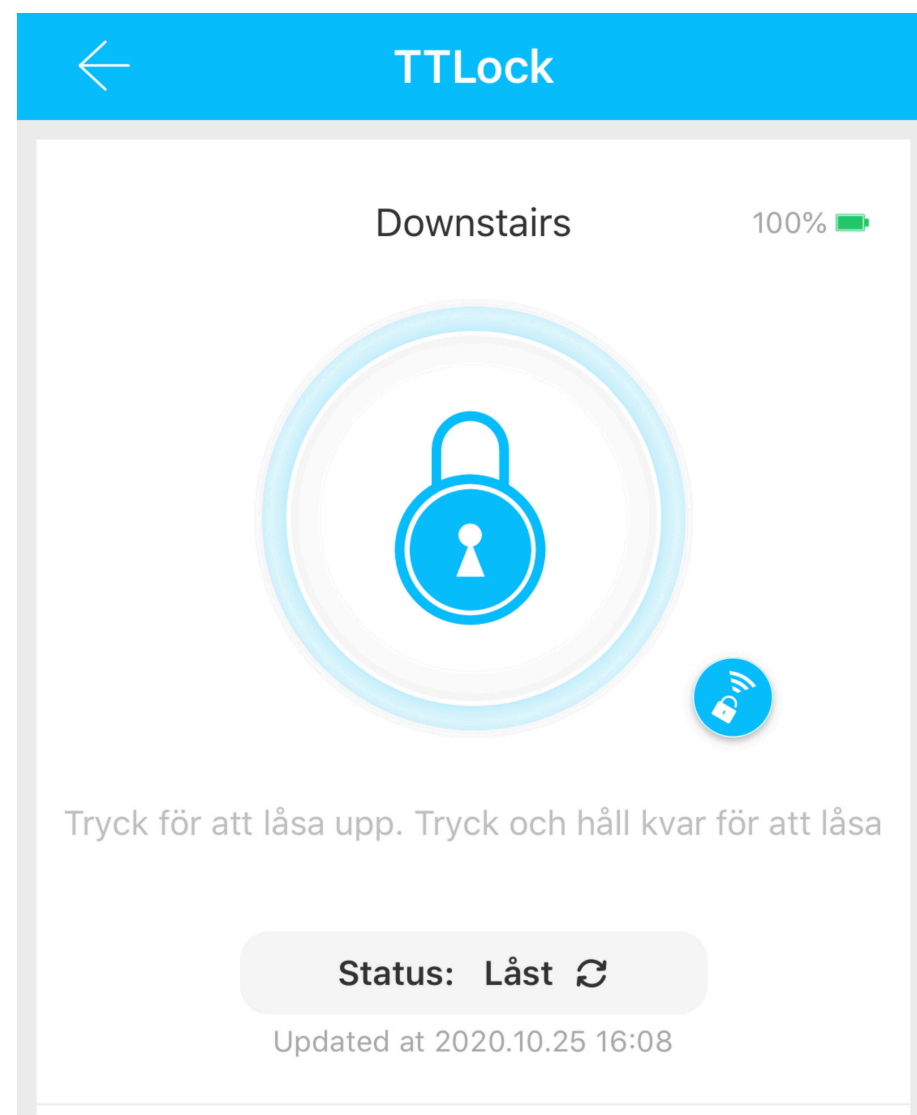 TTLock
Downstairs 100%
Tryck för att låsa upp. Tryck och håll kvar för att låsa
Status: Låst
Updated at 2020.10.25 16:08